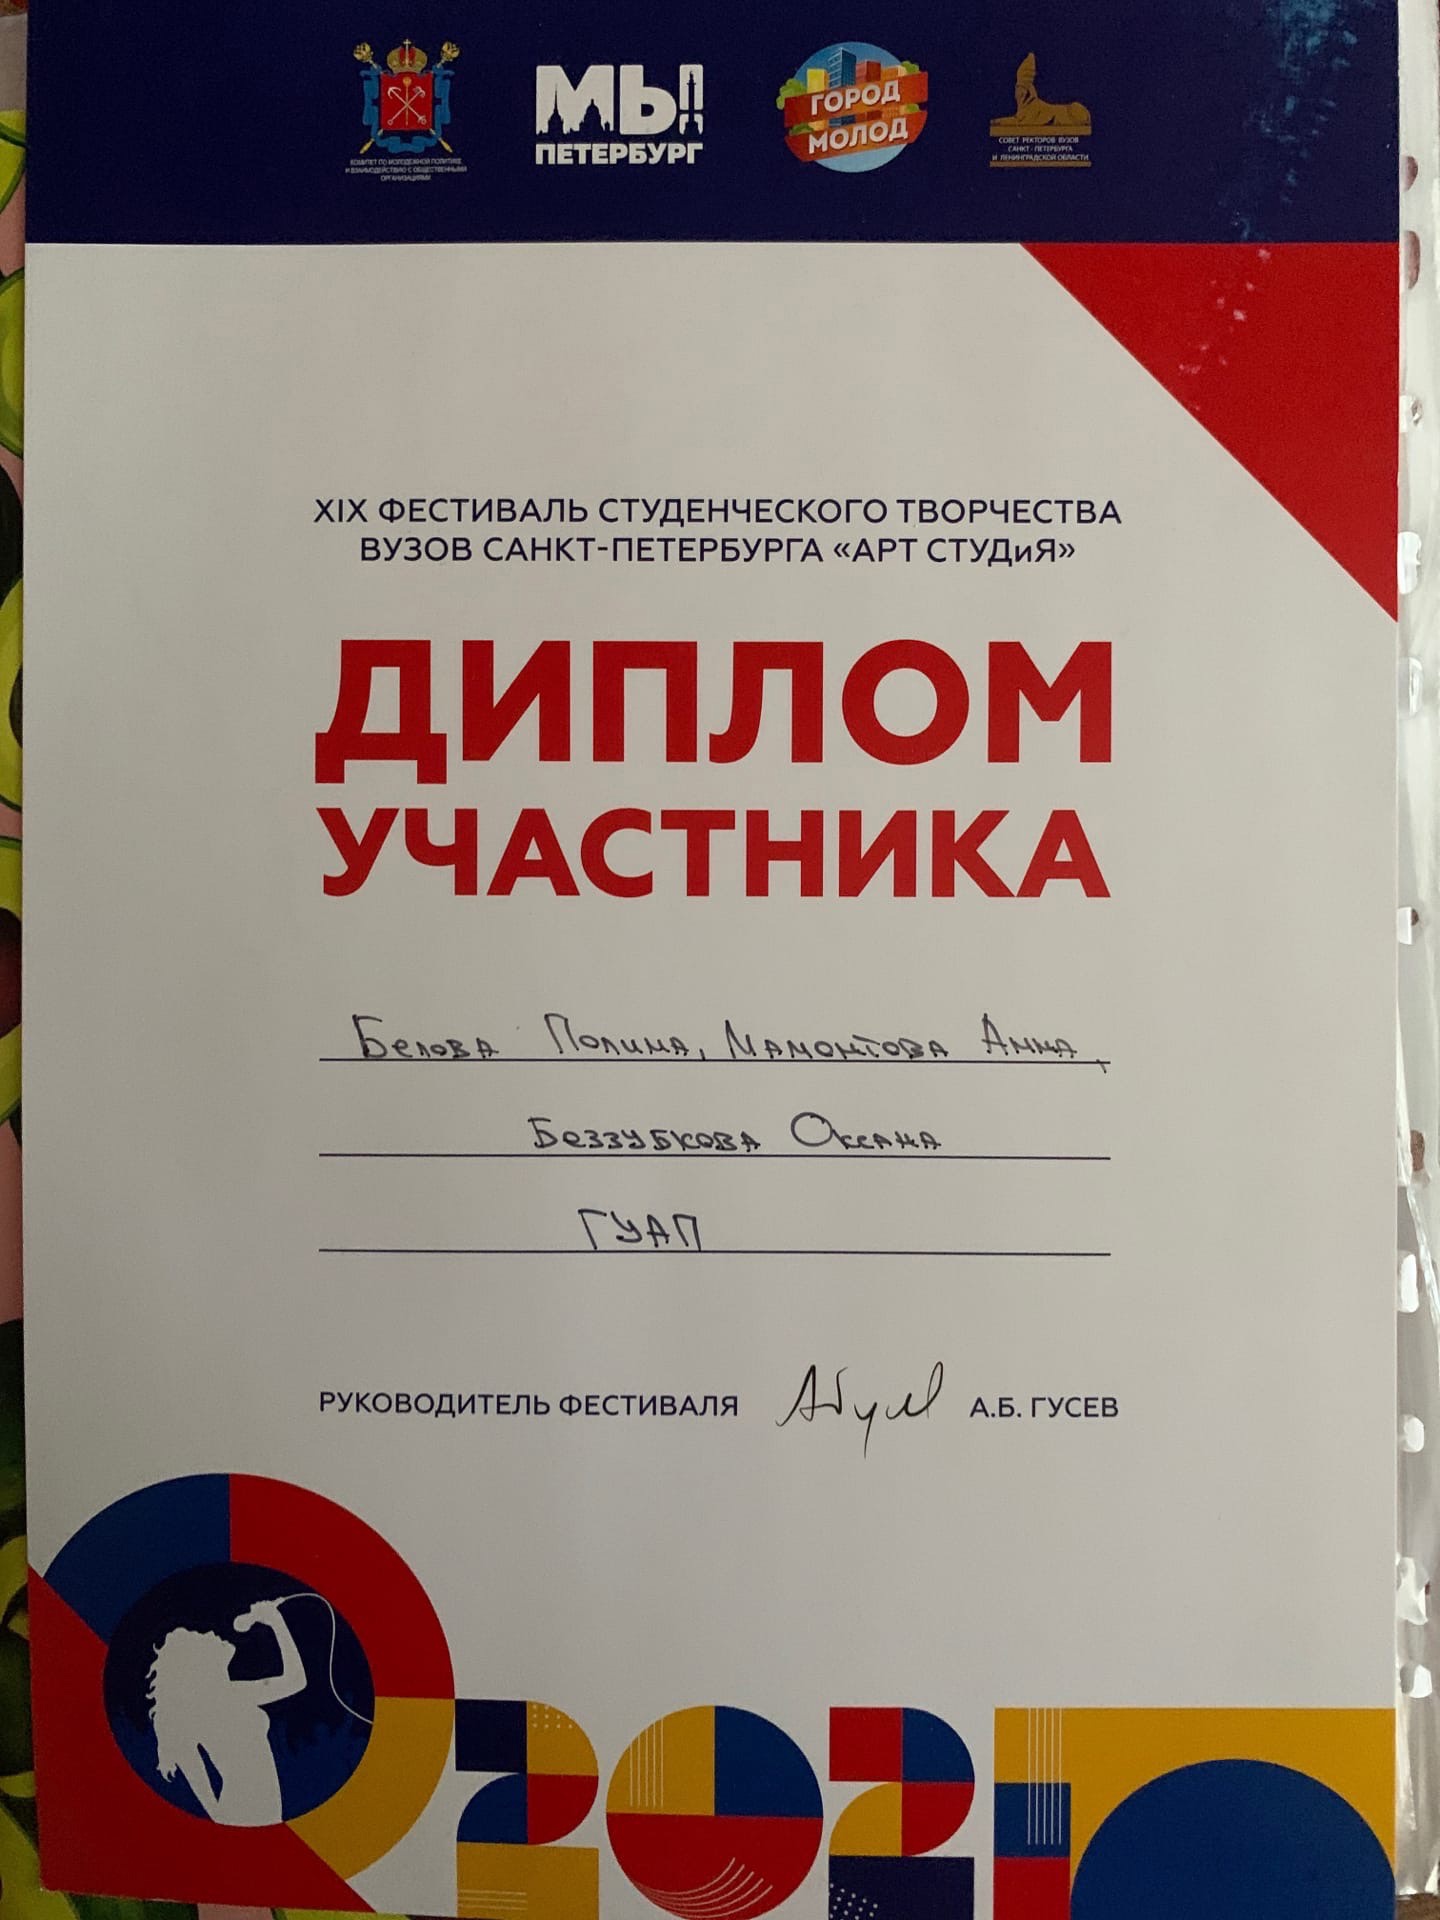 КОМИТЕТ ПО МОЛОДЕЖНОЙ ПОЛИТИКЕ
И ВЗАИМОДЕЙСТВИЮ С ОБЩЕСТВЕННЫМИ
ОРГАНИЗАЦИЯМИ
МЫ
ПЕТЕРБУРГ
ГОРОД
МОЛОД
СОВЕТ РЕКТОРОВ ВУЗОВ
САНКТ-ПЕТЕРБУРГА
И ЛЕНИНГРАДСКОЙ ОБЛАСТИ
XIX ФЕСТИВАЛЬ СТУДЕНЧЕСКОГО ТВОРЧЕСТВА
ВУЗОВ САНКТ-ПЕТЕРБУРГА «АРТ СТУДиЯ»
ДИПЛОМ
УЧАСТНИКА
Белова Полина, Мамонтова Анна,
Беззубкова Оксана
ГУАП
РУКОВОДИТЕЛЬ ФЕСТИВАЛЯ А.Б. ГУСЕВ
2021